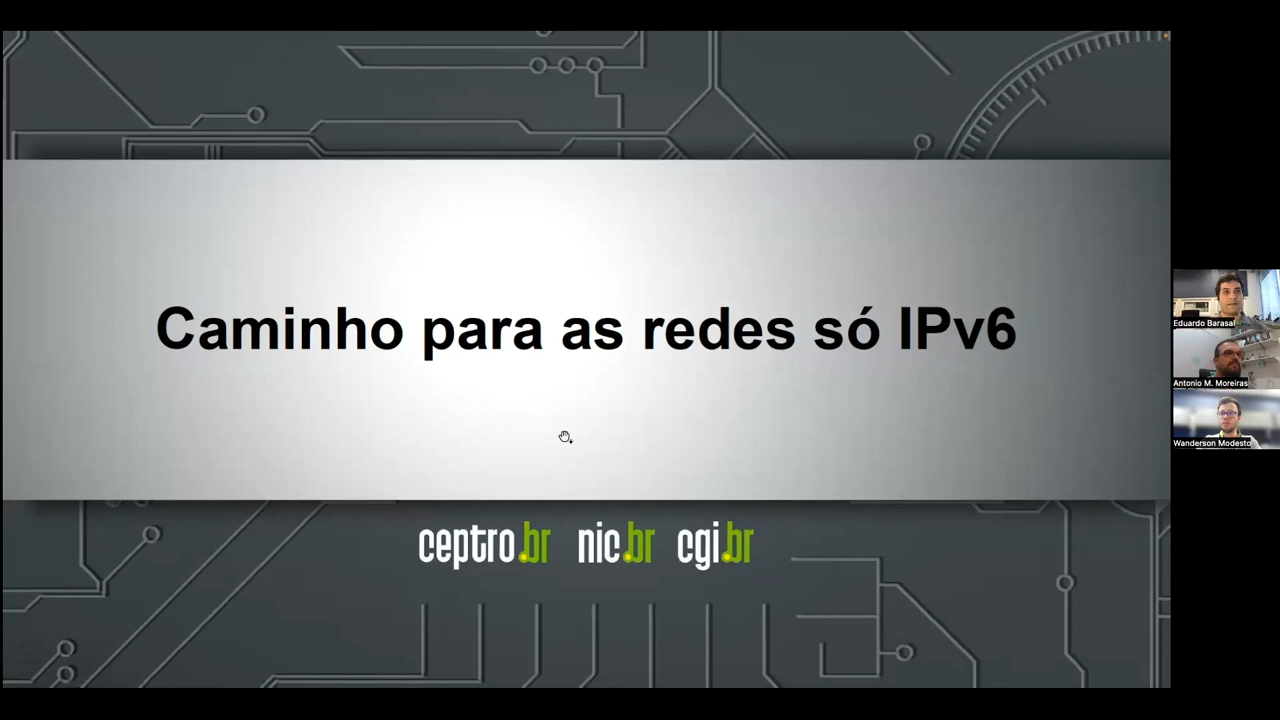 Caminho para as redes só IPv6
ceptro.br nic.br cgi.br
Eduardo Barasal
Antonio M. Moreiras
Wanderson Modesto